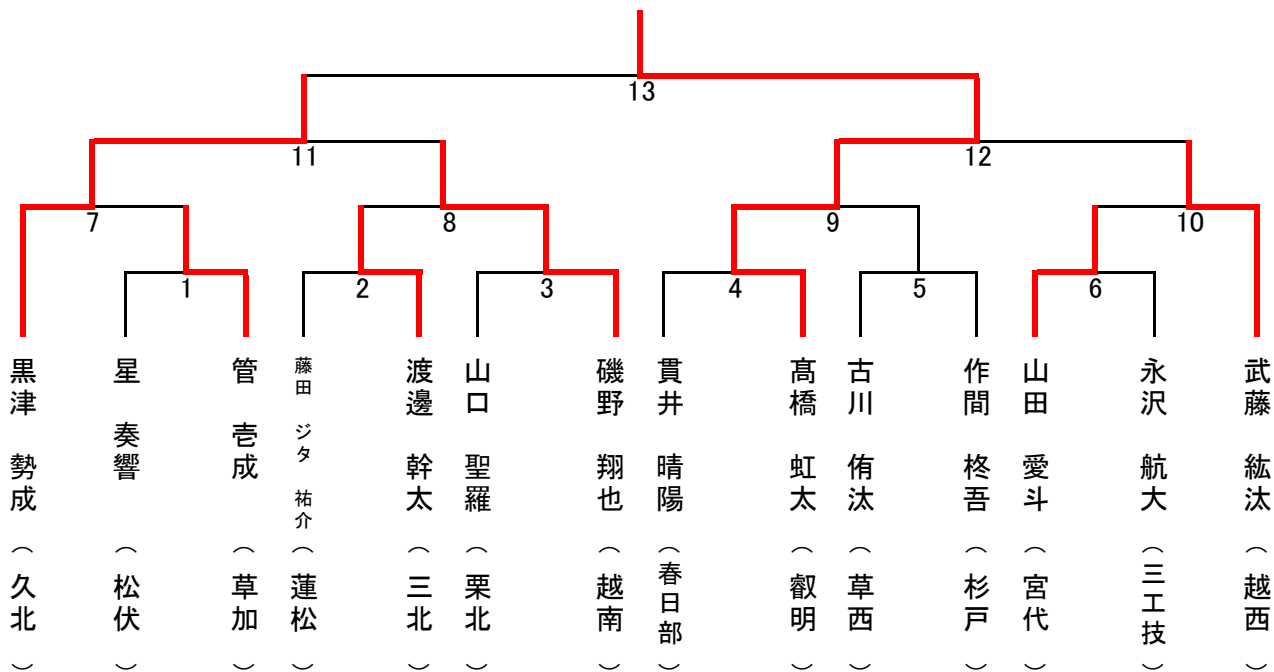 13
11
12
7
8
9
10
1
2
3
4
5
6
黒津 勢成（久北）
星 奏響（松伏）
管 壱成（草加）
藤田 ジタ 祐介（蓮松）
渡邊 幹太（三北）
山口 聖羅（栗北）
磯野 翔也（越南）
貫井 晴陽（春日部）
髙橋 虹太（叡明）
古川 侑汰（草西）
作間 柊吾（杉戸）
山田 愛斗（宮代）
永沢 航大（三工技）
武藤 紘汰（越西）